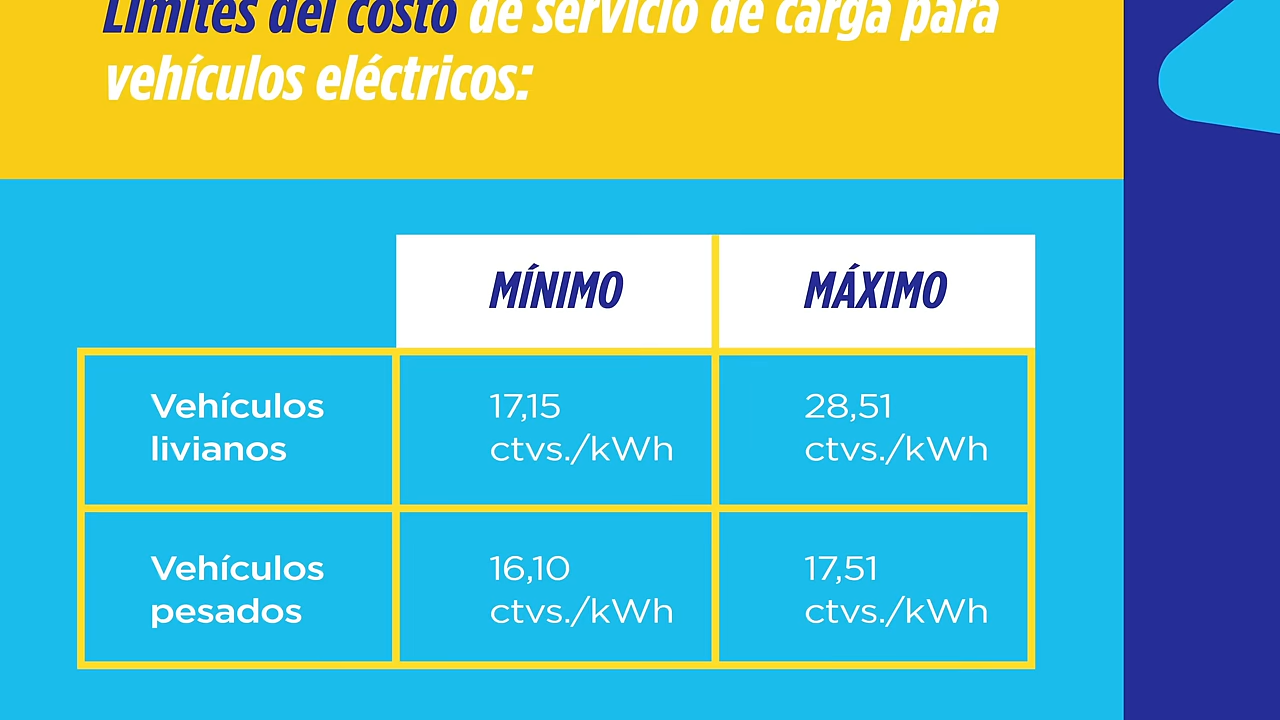 Límites del costo de servicio de carga para
vehículos eléctricos:
MÍNIMO
MÁXIMO
Vehículos
livianos
17,15
ctvs./kWh
28,51
ctvs./kWh
Vehículos
pesados
16,10
ctvs./kWh
17,51
ctvs./kWh